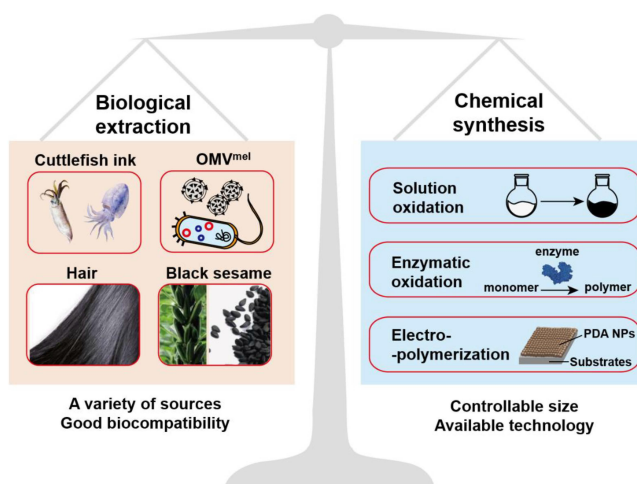 Biological
extraction
Cuttlefish ink
OMVmel
Hair
Black sesame
A variety of sources
Good biocompatibility
Chemical
synthesis
Solution
oxidation
Enzymatic
oxidation
enzyme
monomer
polymer
Electro-
-polymerization
PDA NPs
Substrates
Controllable size
Available technology